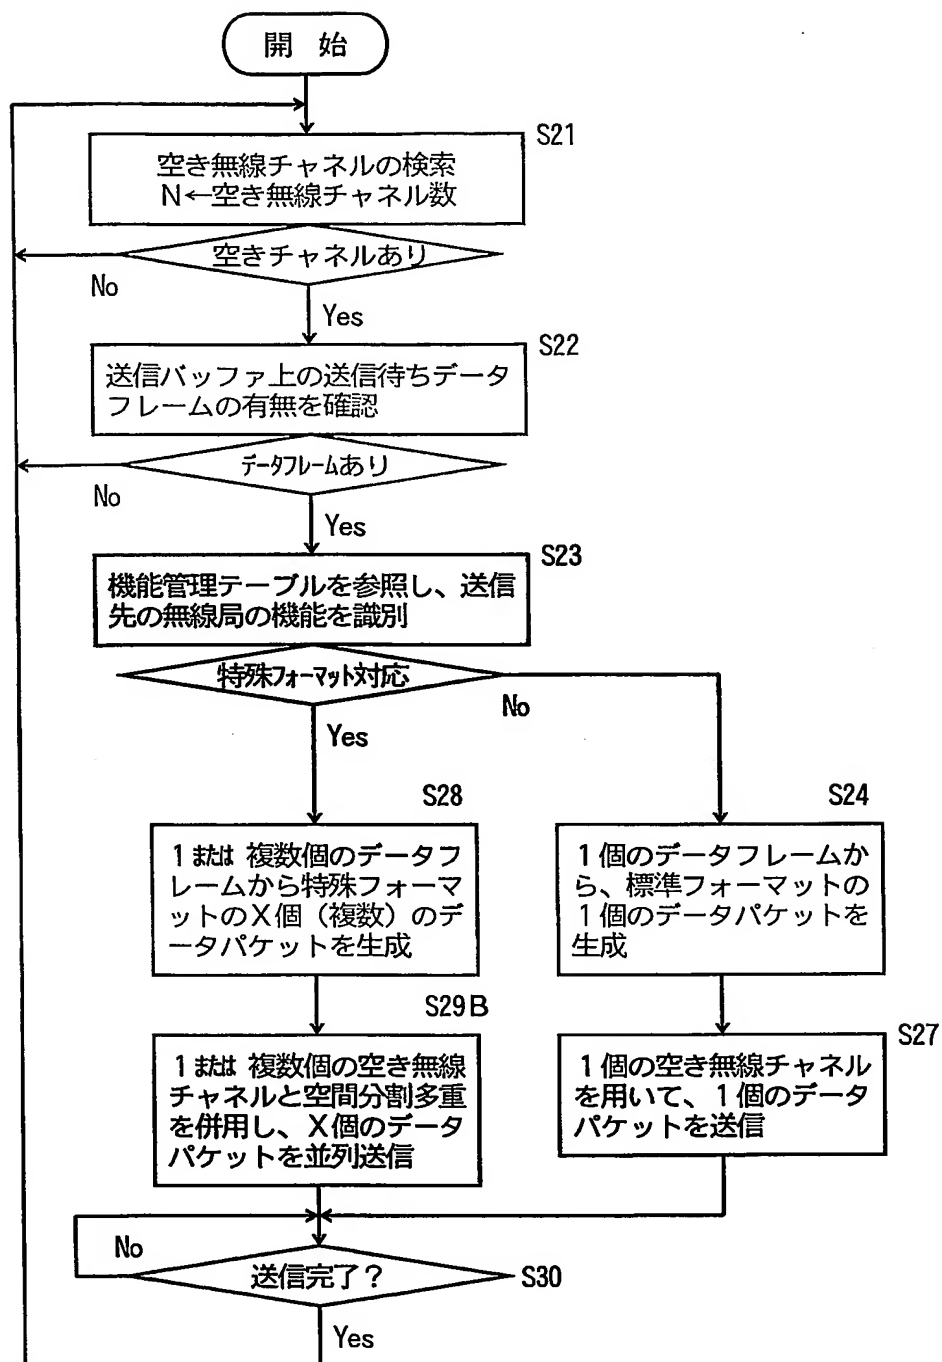 開 始
S21
空き無線チャネルの検索
N←空き無線チャネル数
空きチャネルあり
No
Yes
S22
送信バッファ上の送信待ちデータ
フレームの有無を確認
データフレームあり
No
Yes
S23
機能管理テーブルを参照し、送信
先の無線局の機能を識別
特殊フォーマット対応
No
Yes
S28
1または 複数個のデータフ
レームから特殊フォーマ
ットのX個（複数）のデ
ータパケットを生成
S24
1個のデータフレームか
ら、標準フォーマットの
1個のデータパケットを
生成
S29B
1または 複数個の空き無線
チャネルと空間分割多重
を併用し、X個のデータ
パケットを並列送信
S27
1個の空き無線チャネル
を用いて、1個のデータ
パケットを送信
No
送信完了？
S30
Yes